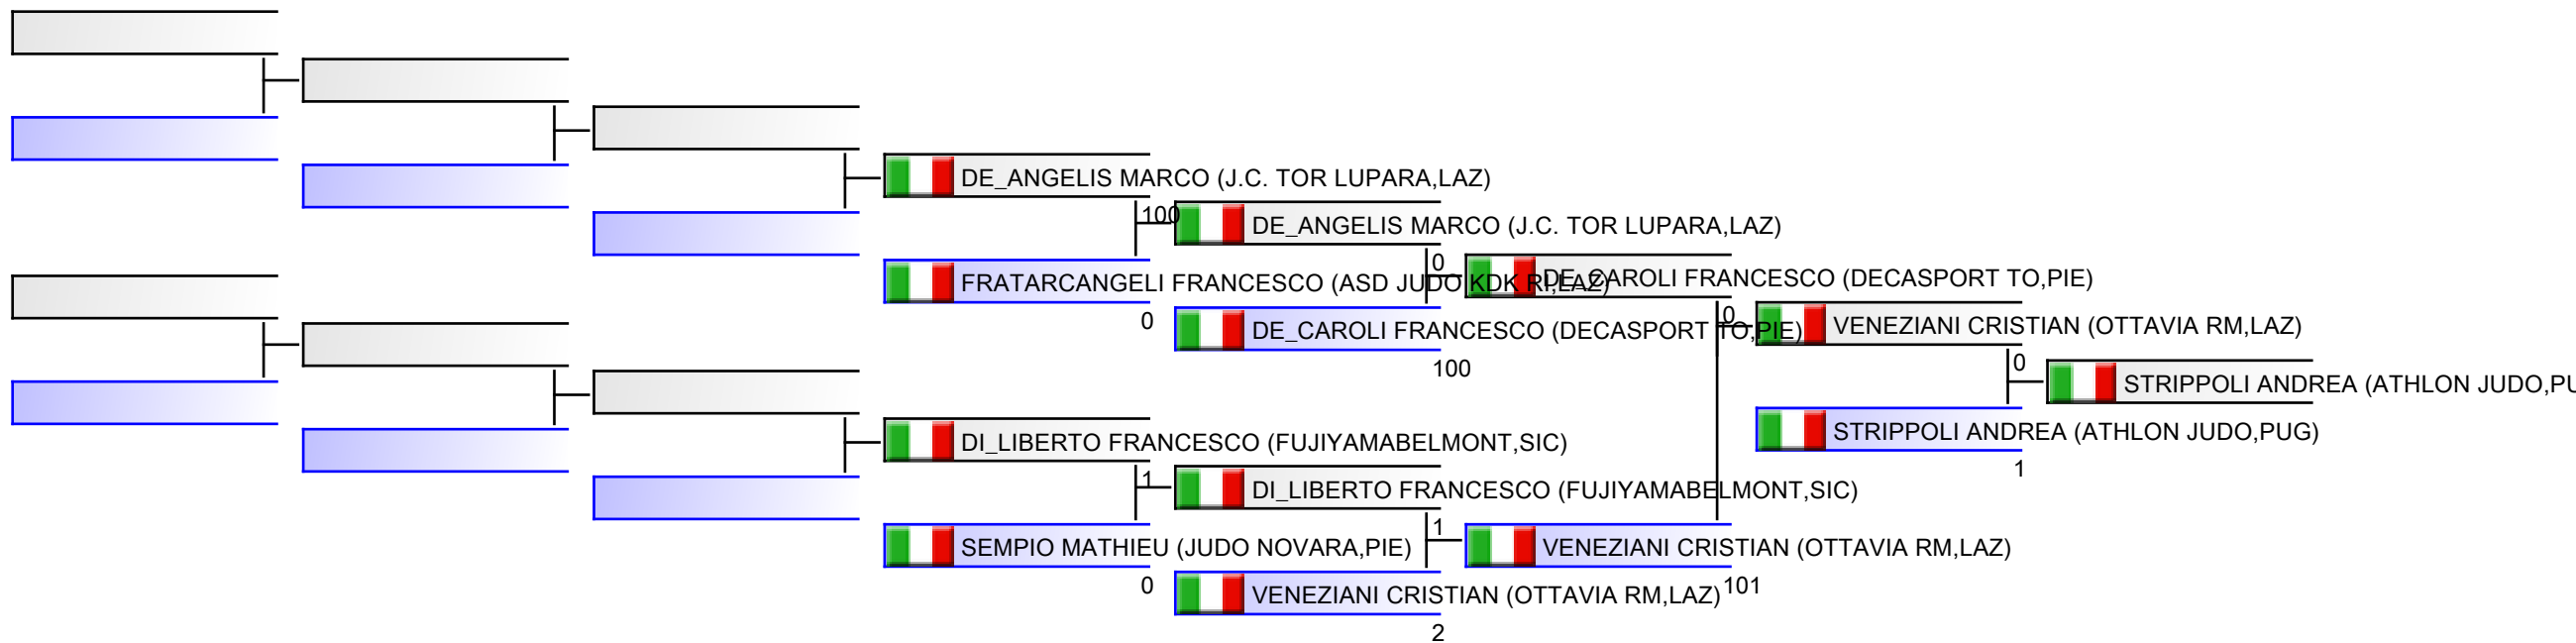 DE_ANGELIS MARCO (J.C. TOR LUPARA,LAZ)
100
DE_ANGELIS MARCO (J.C. TOR LUPARA,LAZ)
0
FRATARCANGELI FRANCESCO (ASD JUDO KDK RI,LAZ)
DE_CAROLI FRANCESCO (DECASPORT TO,PIE)
0
0
DE_CAROLI FRANCESCO (DECASPORT TO,PIE)
VENEZIANI CRISTIAN (OTTAVIA RM,LAZ)
100
0
STRIPPOLI ANDREA (ATHLON JUDO,PU
STRIPPOLI ANDREA (ATHLON JUDO,PUG)
1
DI_LIBERTO FRANCESCO (FUJIYAMABELMONT,SIC)
1
DI_LIBERTO FRANCESCO (FUJIYAMABELMONT,SIC)
1
SEMPIO MATHIEU (JUDO NOVARA,PIE)
VENEZIANI CRISTIAN (OTTAVIA RM,LAZ)
0
VENEZIANI CRISTIAN (OTTAVIA RM,LAZ)
101
2